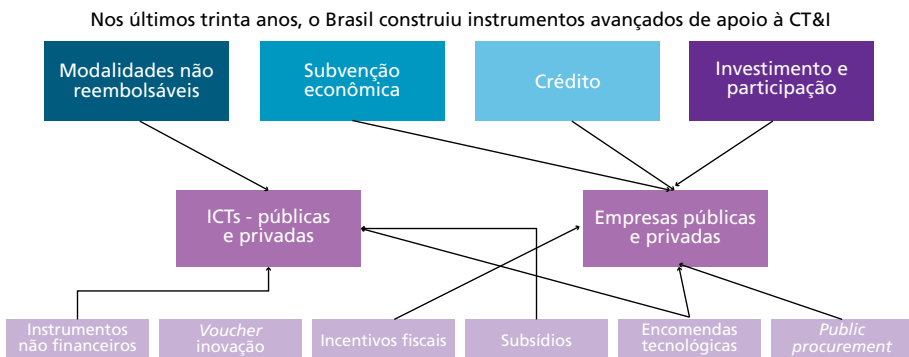 Nos últimos trinta anos, o Brasil construiu instrumentos avançados de apoio à CT&I
Modalidades não
reembolsáveis
Subvenção
econômica
Crédito
Investimento e
participação
ICTs - públicas
e privadas
Empresas públicas
e privadas
Instrumentos
não financeiros
Voucher
inovação
Incentivos fiscais
Subsídios
Encomendas
tecnológicas
Public
procurement